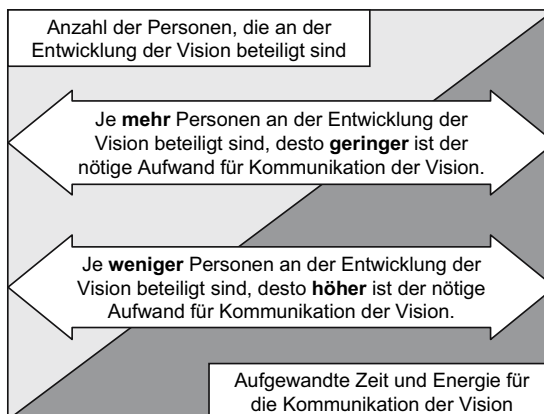 Anzahl der Personen, die an der
Entwicklung der Vision beteiligt sind
Je mehr Personen an der Entwicklung der
Vision beteiligt sind, desto geringer ist der
nötige Aufwand für Kommunikation der Vision.
Je weniger Personen an der Entwicklung der
Vision beteiligt sind, desto höher ist der nötige
Aufwand für Kommunikation der Vision.
Aufgewandte Zeit und Energie für
die Kommunikation der Vision